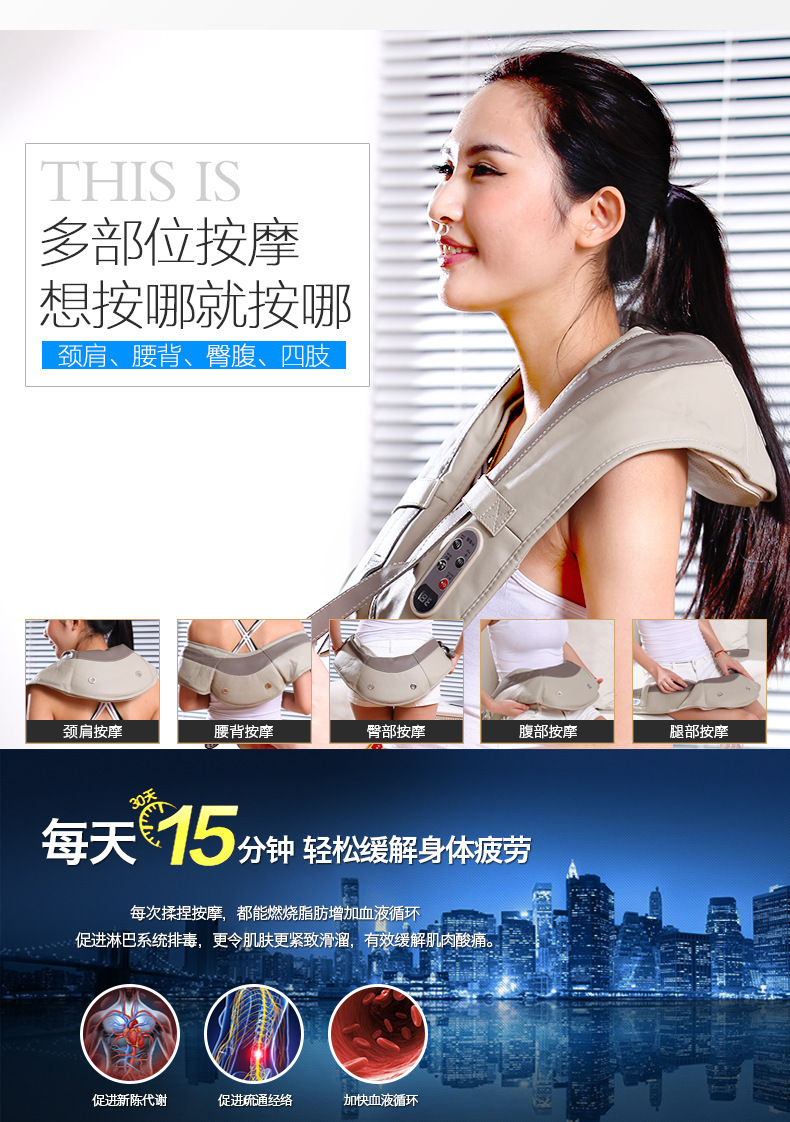 THIS IS
多部位按摩
想按哪就按哪
颈肩、腰背、臀腹、四肢
颈肩按摩
腰背按摩
臀部按摩
腹部按摩
腿部按摩
30天
每天15分钟 轻松缓解身体疲劳
每次揉捏按摩，都能燃烧脂肪增加血液循环
促进淋巴系统排毒，更令肌肤更紧致滑溜，有效缓解肌肉酸痛。
促进新陈代谢
促进疏通经络
加快血液循环